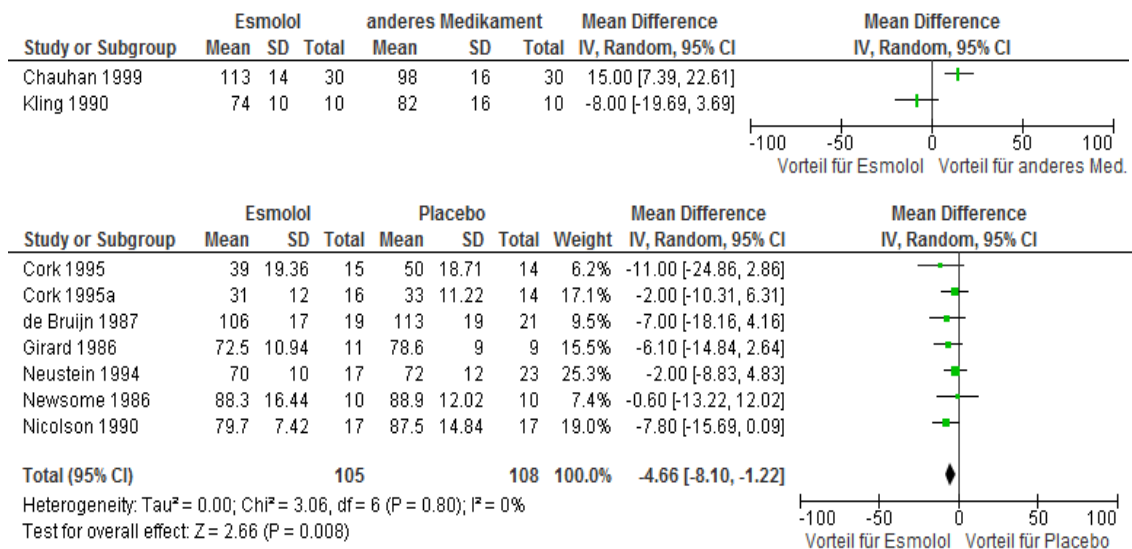 Esmolol anderes Medikament Mean Difference Mean Difference
Study or Subgroup Mean SD Total Mean SD Total IV, Random, 95% CI IV, Random, 95% CI
Chauhan 1999 113 14 30 98 16 30 15.00 [7.39, 22.61]
Kling 1990 74 10 10 82 16 10 -8.00 [-19.69, 3.69]
-100 -50 0 50 100
Vorteil für Esmolol Vorteil für anderes Med.
Esmolol Placebo Mean Difference Mean Difference
Study or Subgroup Mean SD Total Mean SD Total Weight IV, Random, 95% CI IV, Random, 95% CI
Cork 1995 39 19.36 15 50 18.71 14 6.2% -11.00 [-24.86, 2.86]
Cork 1995a 31 12 16 33 11.22 14 17.1% -2.00 [-10.31, 6.31]
de Bruijn 1987 106 17 19 113 19 21 9.5% -7.00 [-18.16, 4.16]
Girard 1986 72.5 10.94 11 78.6 9 9 15.5% -6.10 [-14.84, 2.64]
Neustein 1994 70 10 17 72 12 23 25.3% -2.00 [-8.83, 4.83]
Newsome 1986 88.3 16.44 10 88.9 12.02 10 7.4% -0.60 [-13.22, 12.02]
Nicolson 1990 79.7 7.42 17 87.5 14.84 17 19.0% -7.80 [-15.69, 0.09]
Total (95% CI) 105 108 100.0% -4.66 [-8.10, -1.22]
Heterogeneity: Tau² = 0.00; Chi² = 3.06, df = 6 (P = 0.80); I² = 0%
Test for overall effect: Z = 2.66 (P = 0.008)
-100 -50 0 50 100
Vorteil für Esmolol Vorteil für Placebo